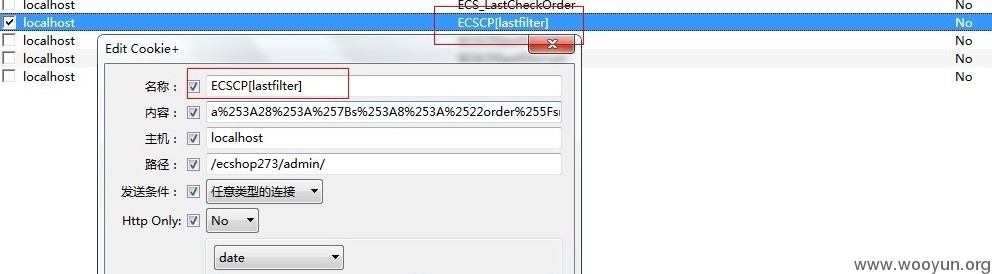 localhost ECS_LastCheckOrder No
localhost ECSCP[lastfilter] No
localhost No
localhost No
localhost No
Edit Cookie+
名称： ECSCP[lastfilter]
内容： a%253A28%253A%257Bs%253A8%253A%2522order%255Fsn
主机： localhost
路径： /ecshop273/admin/
发送条件： 任意类型的连接
Http Only: No
date
www.wooyun.org